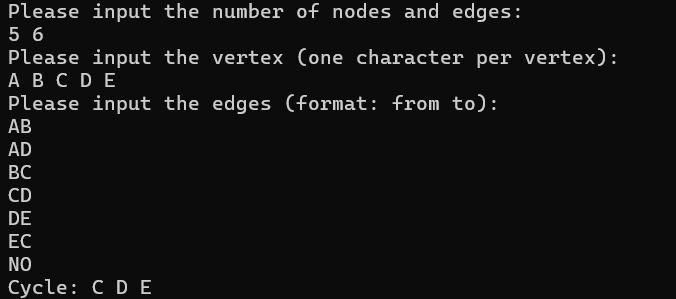 Please input the number of nodes and edges:
5 6
Please input the vertex (one character per vertex):
A B C D E
Please input the edges (format: from to):
AB
AD
BC
CD
DE
EC
NO
Cycle: C D E